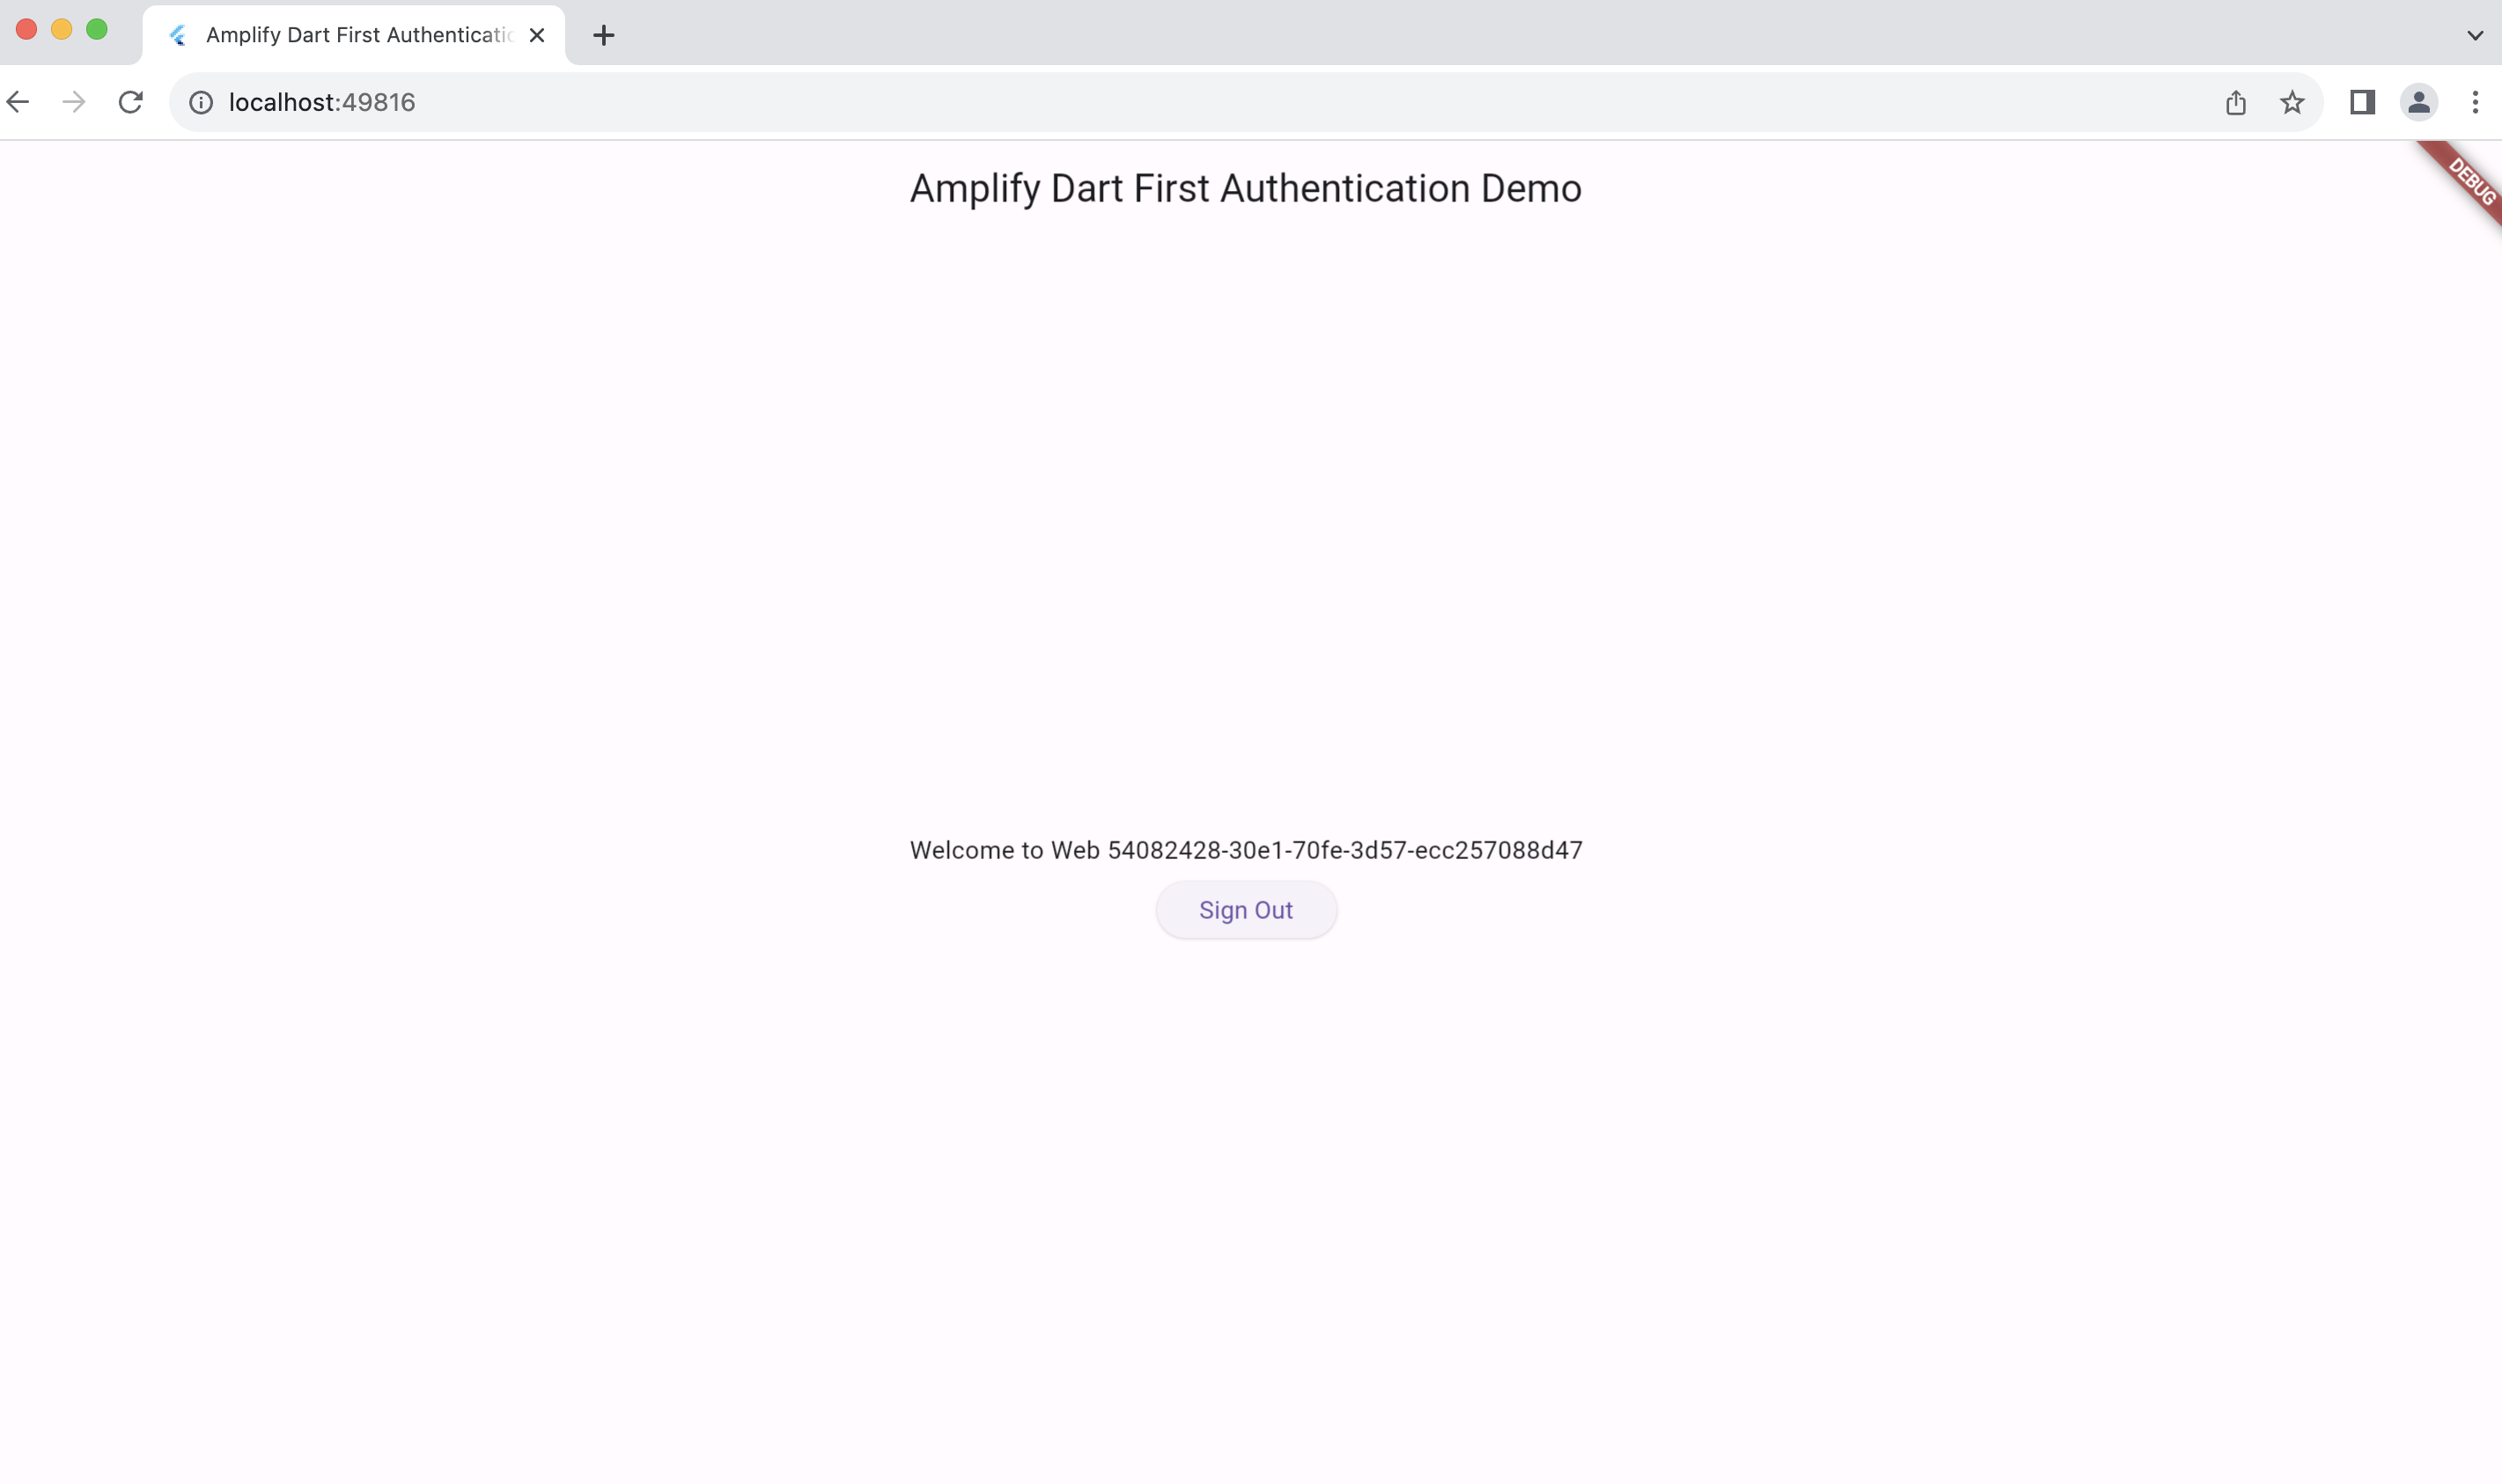 Amplify Dart First Authenticatio
localhost:49816
Amplify Dart First Authentication Demo
DEBUG
Welcome to Web 54082428-30e1-70fe-3d57-ecc257088d47
Sign Out